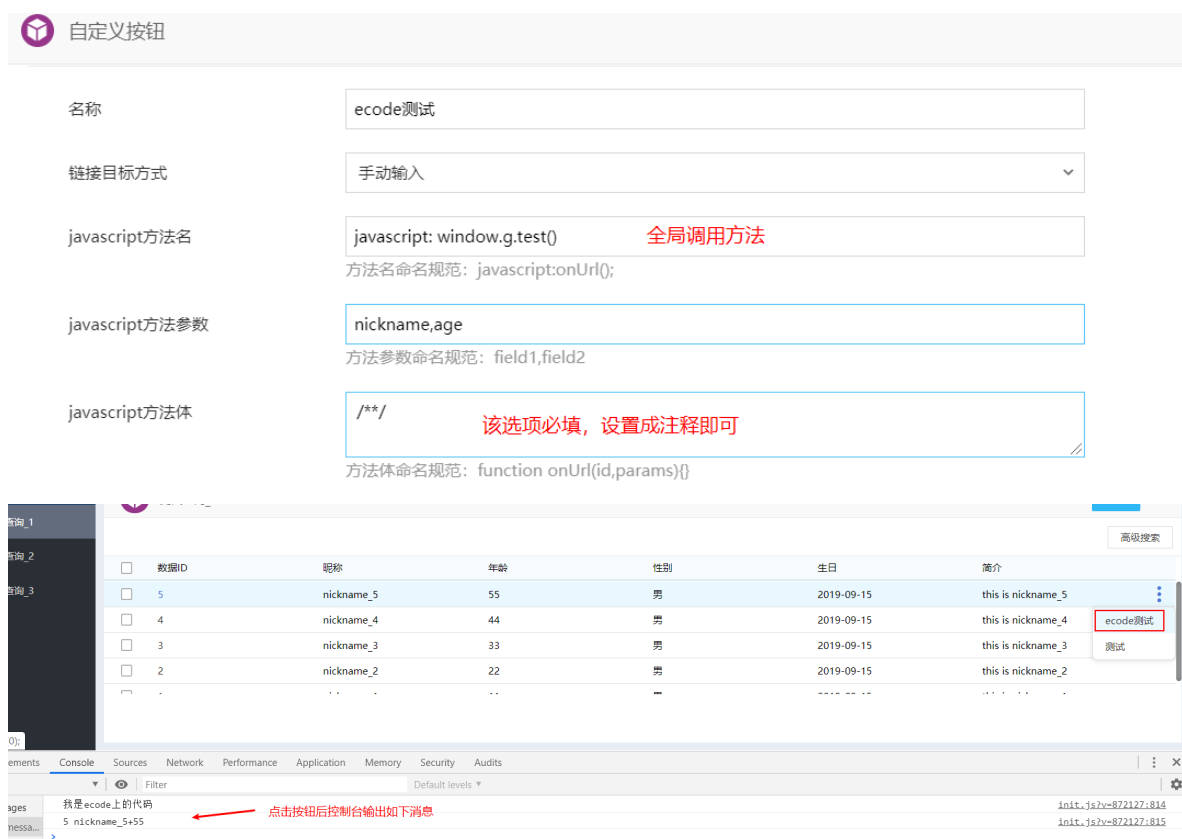 自定义按钮
名称
ecode测试
链接目标方式
手动输入
javascript方法名
javascript: window.g.test()
全局调用方法
方法名命名规范：javascript:onUrl();
javascript方法参数
nickname,age
方法参数命名规范：field1,field2
javascript方法体
/**/
该选项必填，设置成注释即可
方法体命名规范：function onUrl(id,params){}
查询_1
查询_2
查询_3
高级搜索
数据ID 昵称 年龄 性别 生日 简介
5 nickname_5 55 男 2019-09-15 this is nickname_5
4 nickname_4 44 男 2019-09-15 this is nickname_4
ecode测试
3 nickname_3 33 男 2019-09-15 this is nickname_3
测试
2 nickname_2 22 男 2019-09-15 this is nickname_2
0);
ements Console Sources Network Performance Application Memory Security Audits
Filter Default levels ▼
ages
我是ecode上的代码 init.js?v=872127:814
messa...
5 nickname_5+55 init.js?v=872127:815
点击按钮后控制台输出如下消息